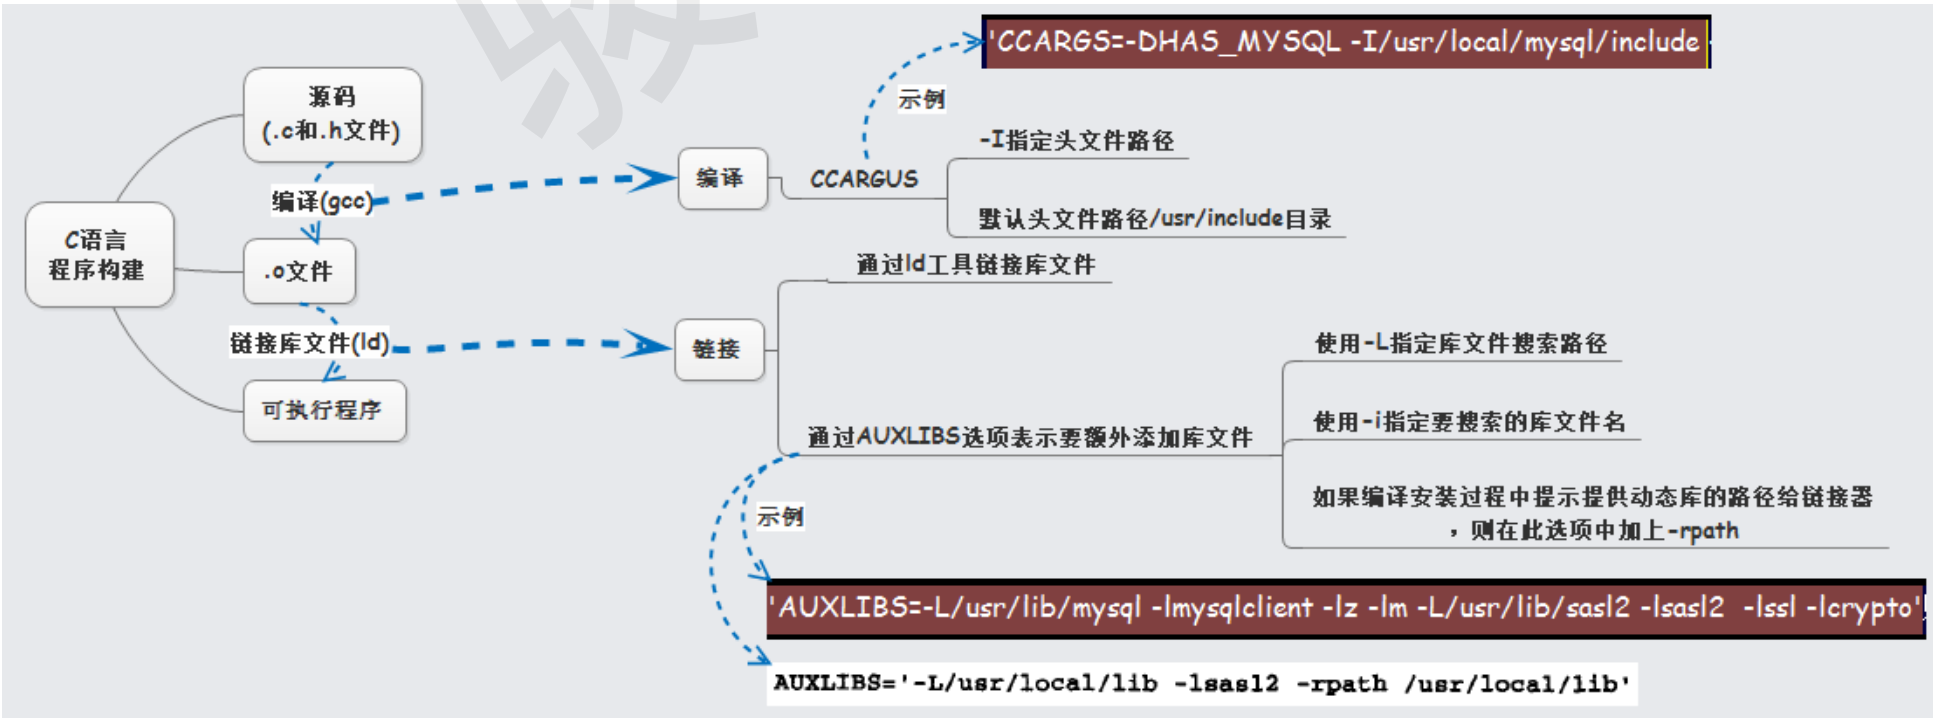 'CCARGS=-DHAS_MYSQL -I/usr/local/mysql/include
示例
源码
(.c和.h文件)
-I指定头文件路径
编译
CCARGUS
编译(gcc)
默认头文件路径/usr/include目录
C语言
程序构建
.o文件
通过ld工具链接库文件
链接库文件(ld)
链接
使用-L指定库文件搜索路径
可执行程序
使用-i指定要搜索的库文件名
通过AUXLIBS选项表示要额外添加库文件
如果编译安装过程中提示提供动态库的路径给链接器
，则在此选项中加上-rpath
示例
'AUXLIBS=-L/usr/lib/mysql -lmysqlclient -lz -lm -L/usr/lib/sasl2 -lsasl2  -lssl -lcrypto'
AUXLIBS='-L/usr/local/lib -lsasl2 -rpath /usr/local/lib'